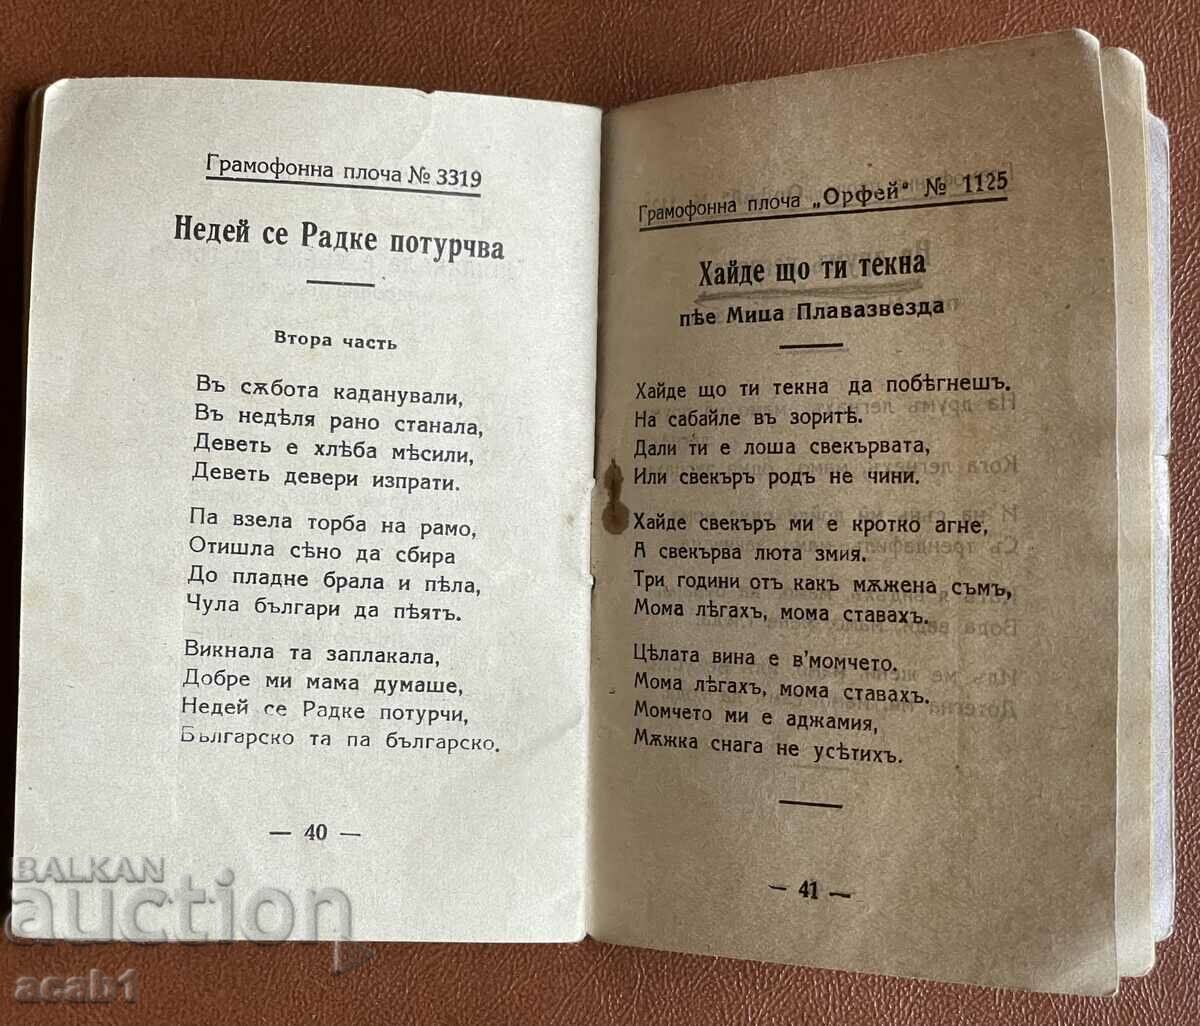 Грамофонна плоча № 3319
Недей се Радке потурчва
Втора часть
Въ сѫбота каданували,
Въ недѣля рано станала,
Деветь е хлѣба мѣсили,
Деветь девери изпрати.
Па взела торба на рамо,
Отишла сѣно да сбира
До пладне брала и пѣла,
Чула българи да пѣятъ.
Викнала та заплакала,
Добре ми мама думаше,
Недей се Радке потурчи,
Българско та па българско.
— 40 —
Грамофонна плоча „Орфей" № 1125
Хайде що ти текна
пѣе Мица Плавазвезда
Хайде що ти текна да побѣгнешъ.
На сабайле въ зоритѣ.
Дали ти е лоша свекървата,
Или свекъръ родъ не чини.
Хайде свекъръ ми е кротко агне,
А свекърва люта змия.
Три години отъ какъ мѫжена съмъ,
Мома лѣгахъ, мома ставахъ.
Цѣлата вина е в'момчето.
Мома лѣгахъ, мома ставахъ.
Момчето ми е аджамия,
Мѫжка снага не усѣтихъ.
— 41 —
BALKAN
auction
acab1